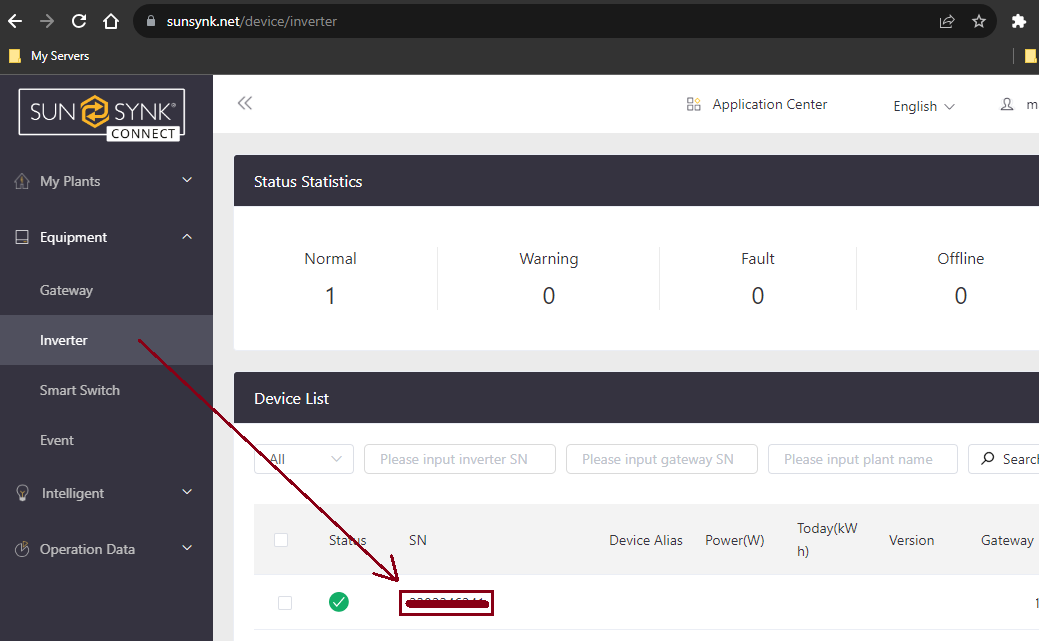 sunsynk.net/device/inverter
My Servers
SUN SYNK®
CONNECT
Application Center
English
m
My Plants
Equipment
Gateway
Inverter
Smart Switch
Event
Intelligent
Operation Data
Status Statistics
Normal
Warning
Fault
Offline
1
0
0
0
Device List
All
Please input inverter SN
Please input gateway SN
Please input plant name
Search
Status
SN
Device Alias
Power(W)
Today(kW
h)
Version
Gateway
1